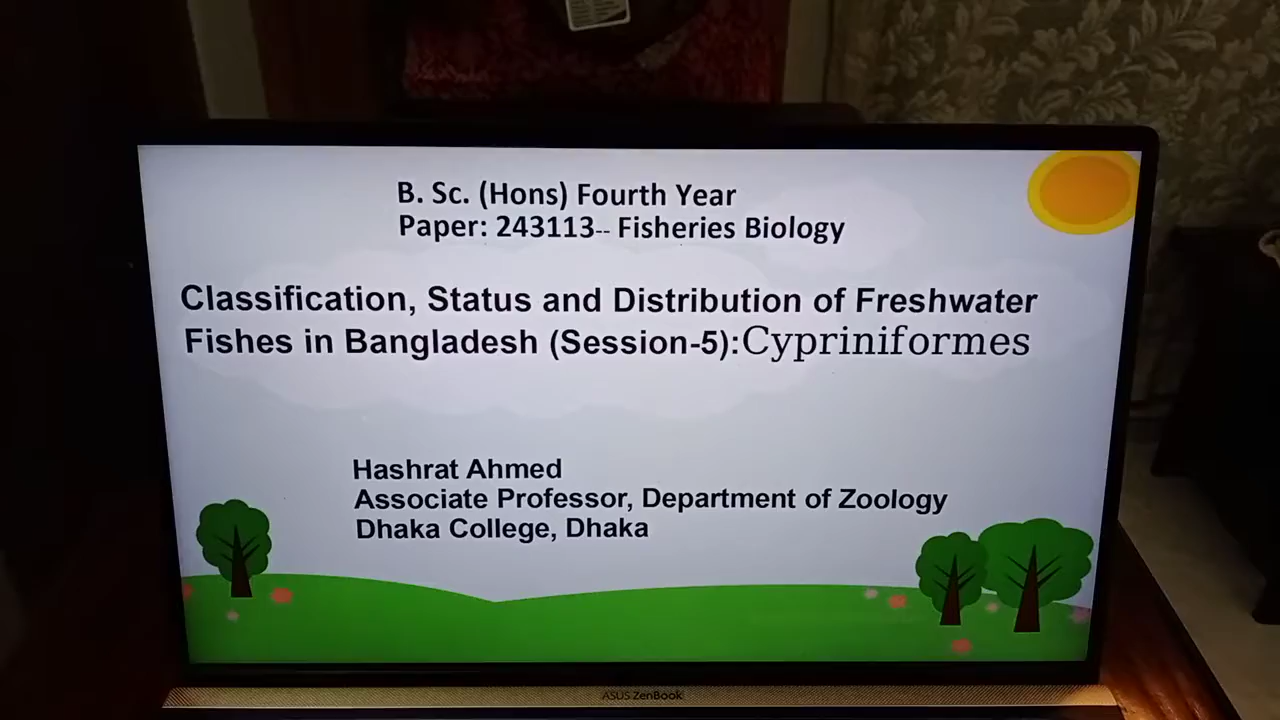 B. Sc. (Hons) Fourth Year
Paper: 243113-- Fisheries Biology
Classification, Status and Distribution of Freshwater
Fishes in Bangladesh (Session-5):Cypriniformes
Hashrat Ahmed
Associate Professor, Department of Zoology
Dhaka College, Dhaka
ASUS ZenBook